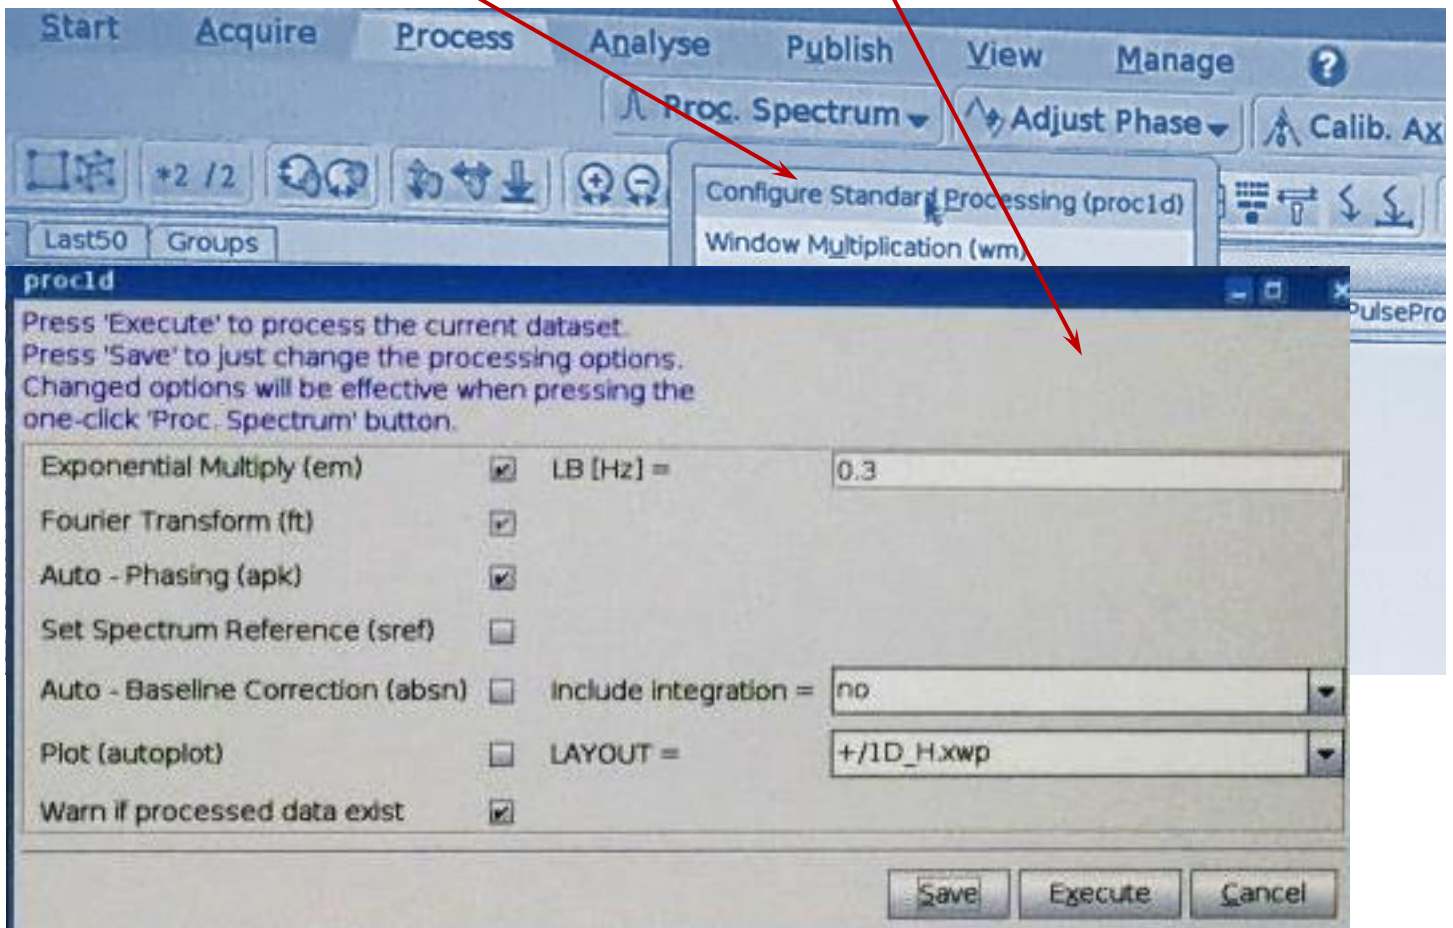 Start Acquire Process Analyse Publish View Manage ?
Proc. Spectrum Adjust Phase Calib. Ax
*2 /2
Configure Standard Processing (proc1d)
Last50 Groups
Window Multiplication (wm)
proc1d
PulsePro
Press 'Execute' to process the current dataset.
Press 'Save' to just change the processing options.
Changed options will be effective when pressing the
one-click 'Proc. Spectrum' button.
Exponential Multiply (em) LB [Hz] = 0.3
Fourier Transform (ft)
Auto - Phasing (apk)
Set Spectrum Reference (sref)
Auto - Baseline Correction (absn) Include integration = no
Plot (autoplot) LAYOUT = +/1D_H.xwp
Warn if processed data exist
Save Execute Cancel